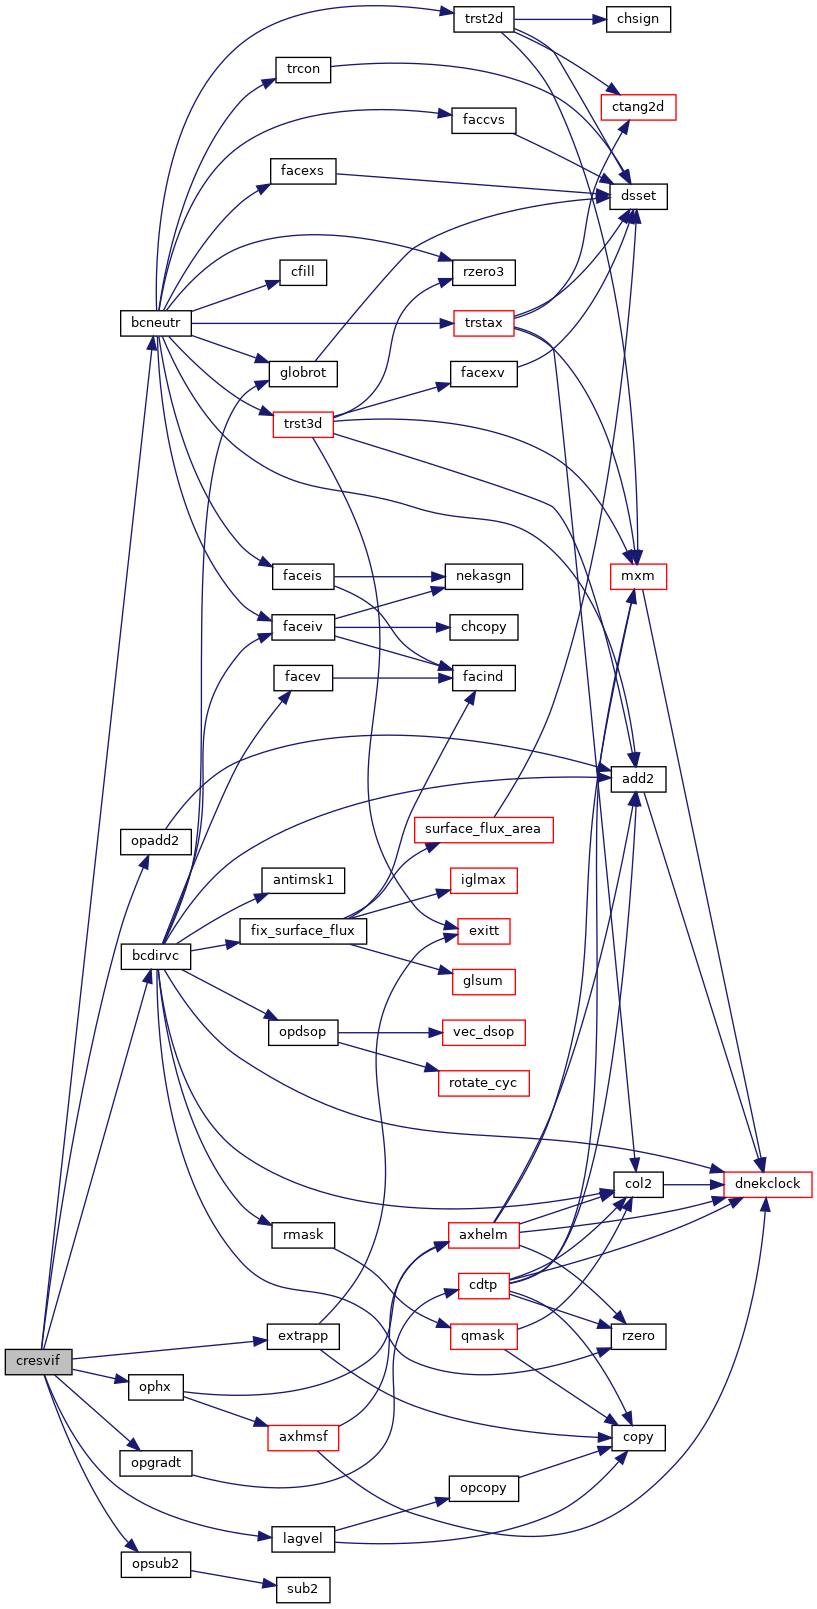 trst2d
chsign
trcon
ctang2d
faccvs
facexs
dsset
cfill
rzero3
bcneutr
trstax
globrot
facexv
trst3d
faceis
nekasgn
mxm
faceiv
chcopy
facev
facind
add2
opadd2
surface_flux_area
antimsk1
iglmax
fix_surface_flux
exitt
bcdirvc
glsum
opdsop
vec_dsop
rotate_cyc
col2
dnekclock
rmask
axhelm
cdtp
extrapp
qmask
rzero
cresvif
ophx
axhmsf
copy
opgradt
opcopy
lagvel
opsub2
sub2